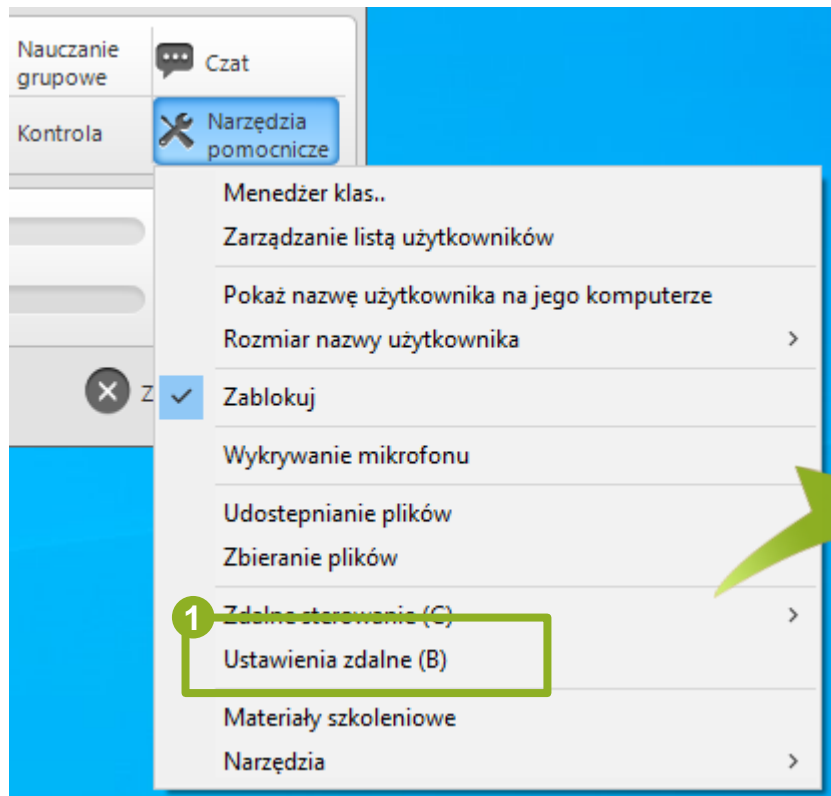 Nauczanie
grupowe
Czat
Kontrola
Narzędzia
pomocnicze
Menedżer klas..
Zarządzanie listą użytkowników
Pokaż nazwę użytkownika na jego komputerze
Rozmiar nazwy użytkownika
Z
Zablokuj
Wykrywanie mikrofonu
Udostepnianie plików
Zbieranie plików
1
Zdalne sterowanie (C)
Ustawienia zdalne (B)
Materiały szkoleniowe
Narzędzia